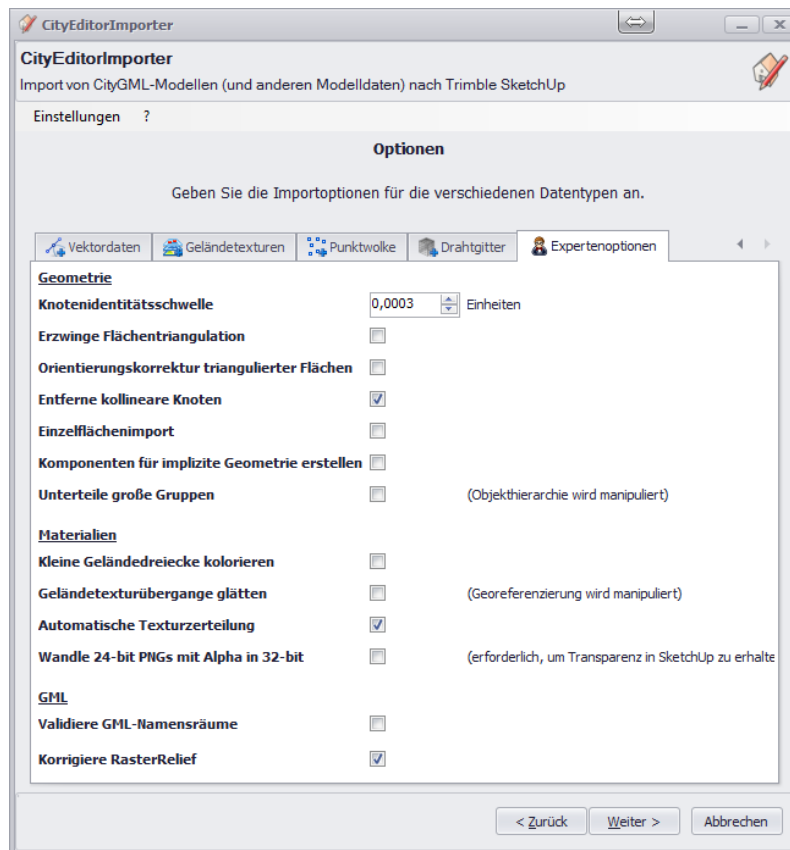 CityEditorImporter
CityEditorImporter
Import von CityGML-Modellen (und anderen Modelldaten) nach Trimble SketchUp
Einstellungen ?
Optionen
Geben Sie die Importoptionen für die verschiedenen Datentypen an.
Vektordaten Geländetexturen Punktwolke Drahtgitter Expertenoptionen
Geometrie
Knotenidentitätsschwelle 0,0003 Einheiten
Erzwinge Flächentriangulation
Orientierungskorrektur triangulierter Flächen
Entferne kollineare Knoten
Einzelflächenimport
Komponenten für implizite Geometrie erstellen
Unterteile große Gruppen (Objekthierarchie wird manipuliert)
Materialien
Kleine Geländedreiecke kolorieren
Geländetexturübergange glätten (Georeferenzierung wird manipuliert)
Automatische Texturzerteilung
Wandle 24-bit PNGs mit Alpha in 32-bit (erforderlich, um Transparenz in SketchUp zu erhalte
GML
Validiere GML-Namensräume
Korrigiere RasterRelief
< Zurück Weiter > Abbrechen